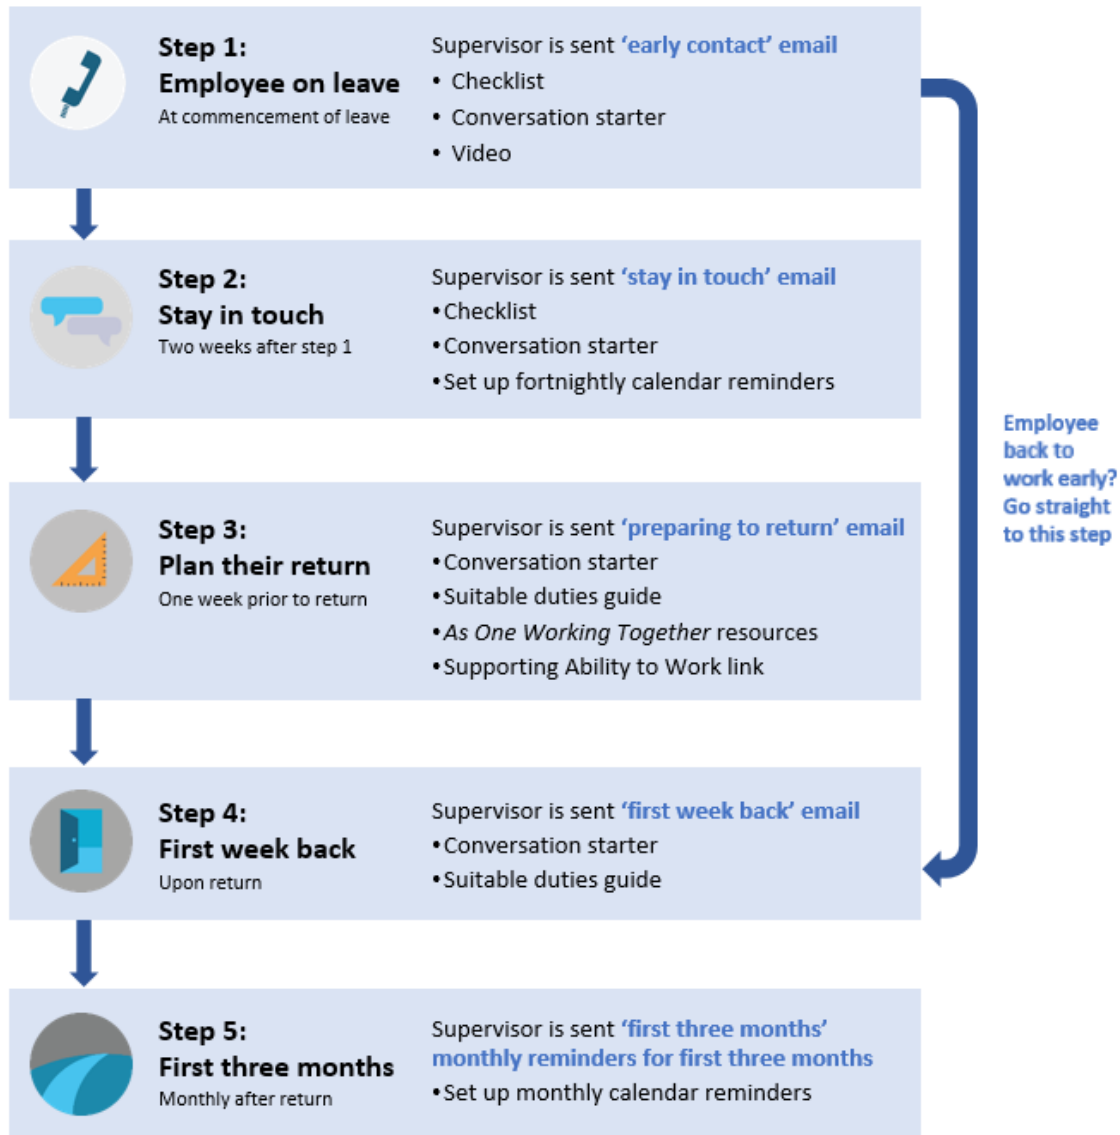 Step 1:
Employee on leave
At commencement of leave
Supervisor is sent ‘early contact’ email
• Checklist
• Conversation starter
• Video
Step 2:
Stay in touch
Two weeks after step 1
Supervisor is sent ‘stay in touch’ email
•Checklist
•Conversation starter
•Set up fortnightly calendar reminders
Employee
back to
work early?
Go straight
to this step
Step 3:
Plan their return
One week prior to return
Supervisor is sent ‘preparing to return’ email
•Conversation starter
•Suitable duties guide
•As One Working Together resources
•Supporting Ability to Work link
Step 4:
First week back
Upon return
Supervisor is sent ‘first week back’ email
•Conversation starter
•Suitable duties guide
Step 5:
First three months
Monthly after return
Supervisor is sent ‘first three months’
monthly reminders for first three months
•Set up monthly calendar reminders